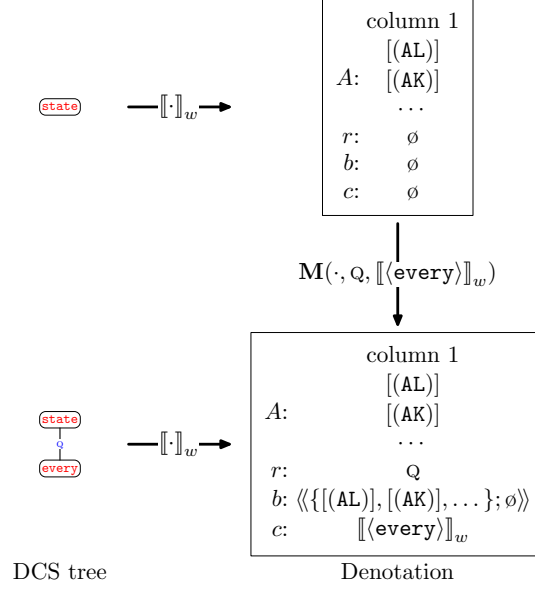 column 1
[(AL)]
A: [(AK)]
...
r: ø
b: ø
c: ø
state
⟦·⟧w
M(·, Q, ⟦⟨every⟩⟧w)
column 1
[(AL)]
A: [(AK)]
...
r: Q
b: ⟨⟨{[(AL)], [(AK)], ...}; ø⟩⟩
c: ⟦⟨every⟩⟧w
state
Q
every
⟦·⟧w
DCS tree
Denotation